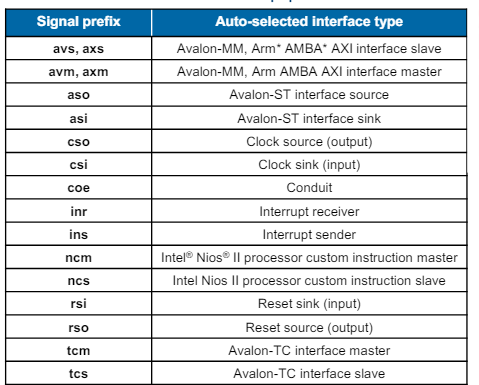 Signal prefix Auto-selected interface type
avs, axs Avalon-MM, Arm* AMBA* AXI interface slave
avm, axm Avalon-MM, Arm AMBA AXI interface master
aso Avalon-ST interface source
asi Avalon-ST interface sink
cso Clock source (output)
csi Clock sink (input)
coe Conduit
inr Interrupt receiver
ins Interrupt sender
ncm Intel® Nios® II processor custom instruction master
ncs Intel Nios II processor custom instruction slave
rsi Reset sink (input)
rso Reset source (output)
tcm Avalon-TC interface master
tcs Avalon-TC interface slave